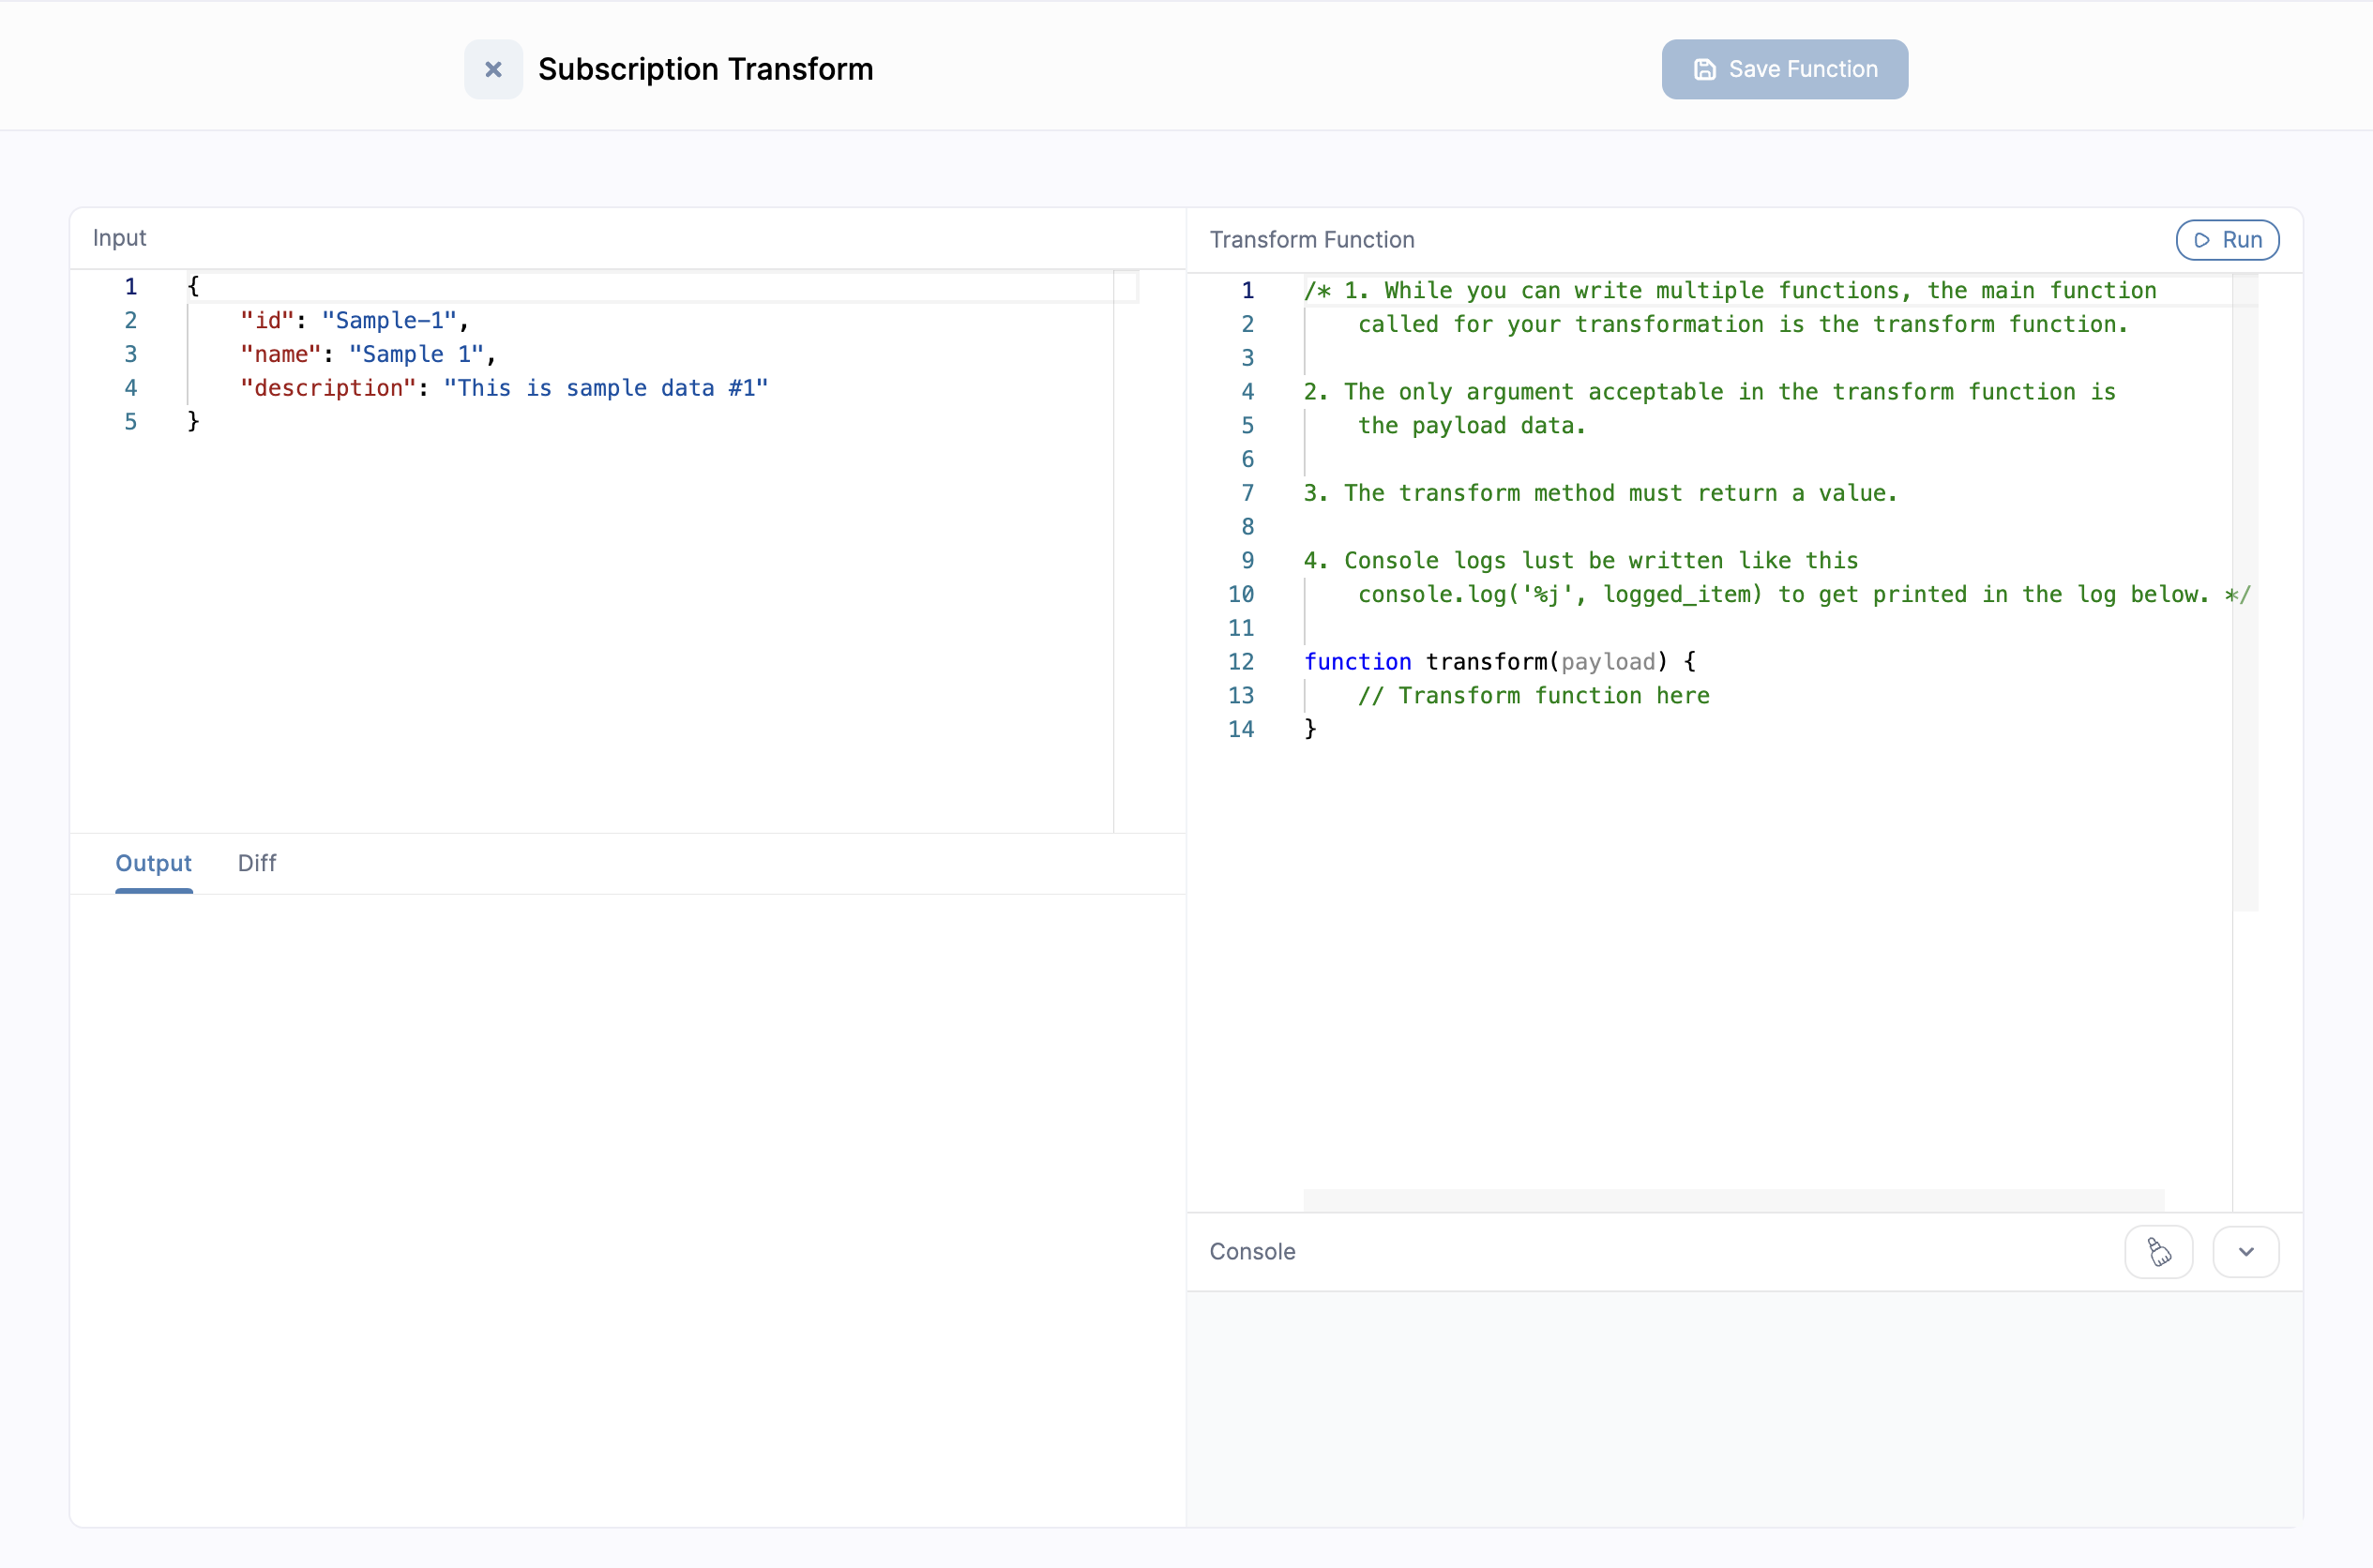 Subscription Transform
Save Function
Input
1 {
2     "id": "Sample-1",
3     "name": "Sample 1",
4     "description": "This is sample data #1"
5 }
Output Diff
Transform Function
Run
1 /* 1. While you can write multiple functions, the main function
2     called for your transformation is the transform function.
3
4 2. The only argument acceptable in the transform function is
5     the payload data.
6
7 3. The transform method must return a value.
8
9 4. Console logs lust be written like this
10     console.log('%j', logged_item) to get printed in the log below. */
11
12 function transform(payload) {
13     // Transform function here
14 }
Console